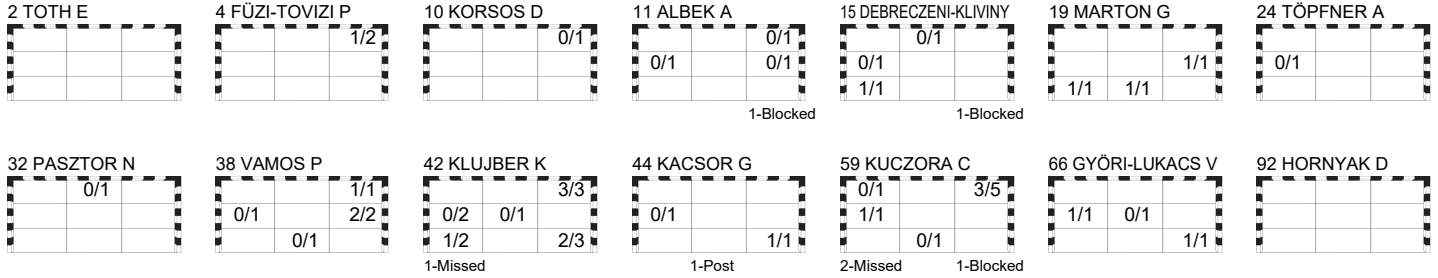 2 TOTH E 4 FÜZI-TOVIZI P 10 KORSOS D 11 ALBEK A 15 DEBRECZENI-KLIVINY 19 MARTON G 24 TÖPFNER A
1/2 0/1 0/1 0/1
0/1 0/1 0/1 1/1 0/1
1/1 1/1 1/1
1-Blocked 1-Blocked
32 PASZTOR N 38 VAMOS P 42 KLUJBER K 44 KACSOR G 59 KUCZORA C 66 GYÖRI-LUKACS V 92 HORNYAK D
0/1 1/1 3/3 0/1 3/5
0/1 2/2 0/2 0/1 0/1 1/1 1/1 0/1
0/1 1/2 2/3 1/1 0/1 1/1
1-Missed 1-Post 2-Missed 1-Blocked